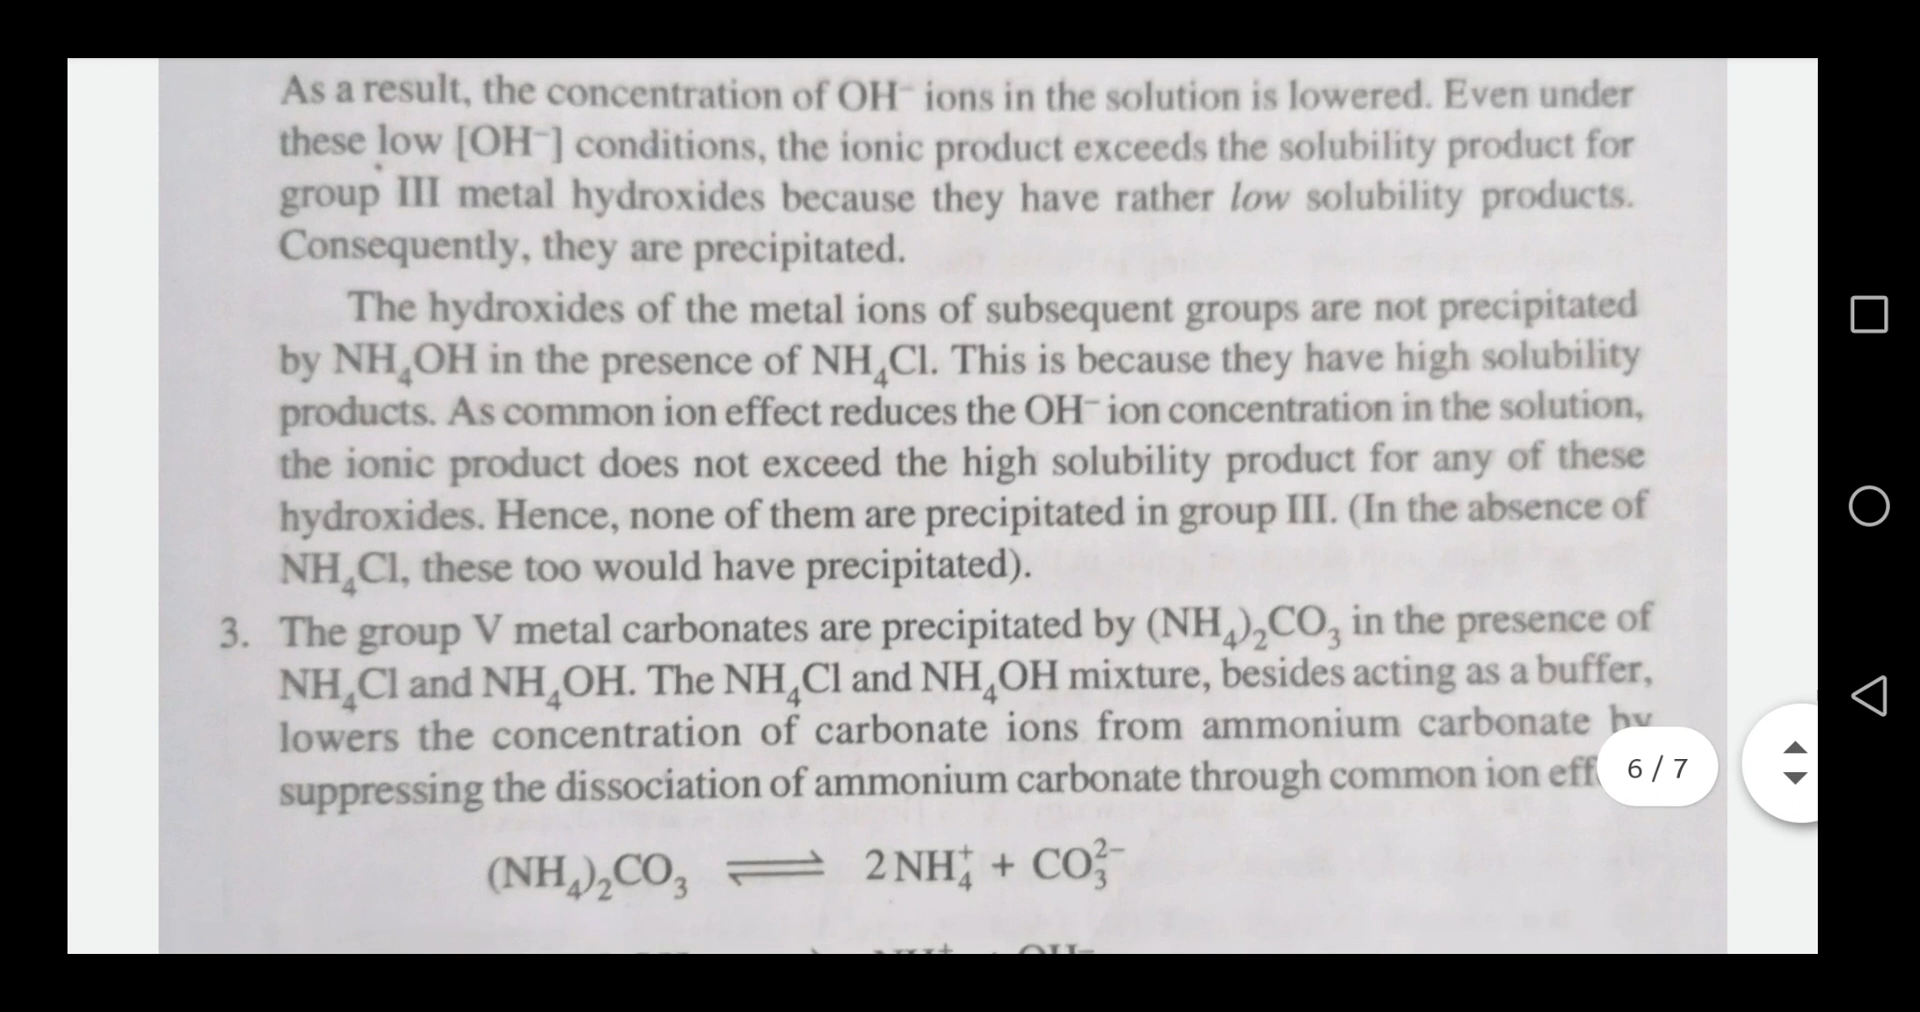 As a result, the concentration of OH⁻ ions in the solution is lowered. Even under
these low [OH⁻] conditions, the ionic product exceeds the solubility product for
group III metal hydroxides because they have rather low solubility products.
Consequently, they are precipitated.
The hydroxides of the metal ions of subsequent groups are not precipitated
by NH₄OH in the presence of NH₄Cl. This is because they have high solubility
products. As common ion effect reduces the OH⁻ ion concentration in the solution,
the ionic product does not exceed the high solubility product for any of these
hydroxides. Hence, none of them are precipitated in group III. (In the absence of
NH₄Cl, these too would have precipitated).
3. The group V metal carbonates are precipitated by (NH₄)₂CO₃ in the presence of
NH₄Cl and NH₄OH. The NH₄Cl and NH₄OH mixture, besides acting as a buffer,
lowers the concentration of carbonate ions from ammonium carbonate by
suppressing the dissociation of ammonium carbonate through common ion eff
6 / 7
(NH₄)₂CO₃ ⇌ 2NH₄⁺ + CO₃²⁻